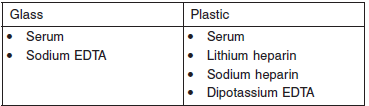 Glass Plastic
• Serum • Serum
• Sodium EDTA • Lithium heparin
• Sodium heparin
• Dipotassium EDTA